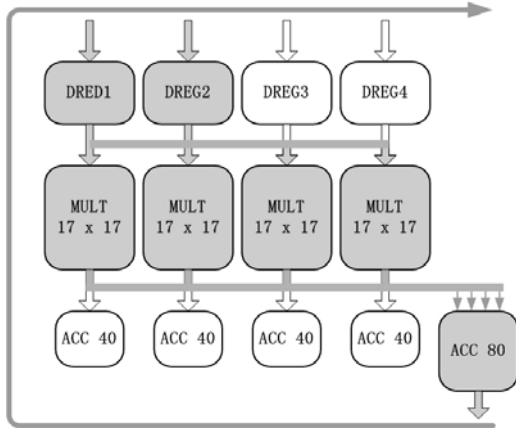 DRED1 DREG2 DREG3 DREG4
MULT MULT MULT MULT
17 x 17 17 x 17 17 x 17 17 x 17
ACC 40 ACC 40 ACC 40 ACC 40 ACC 80